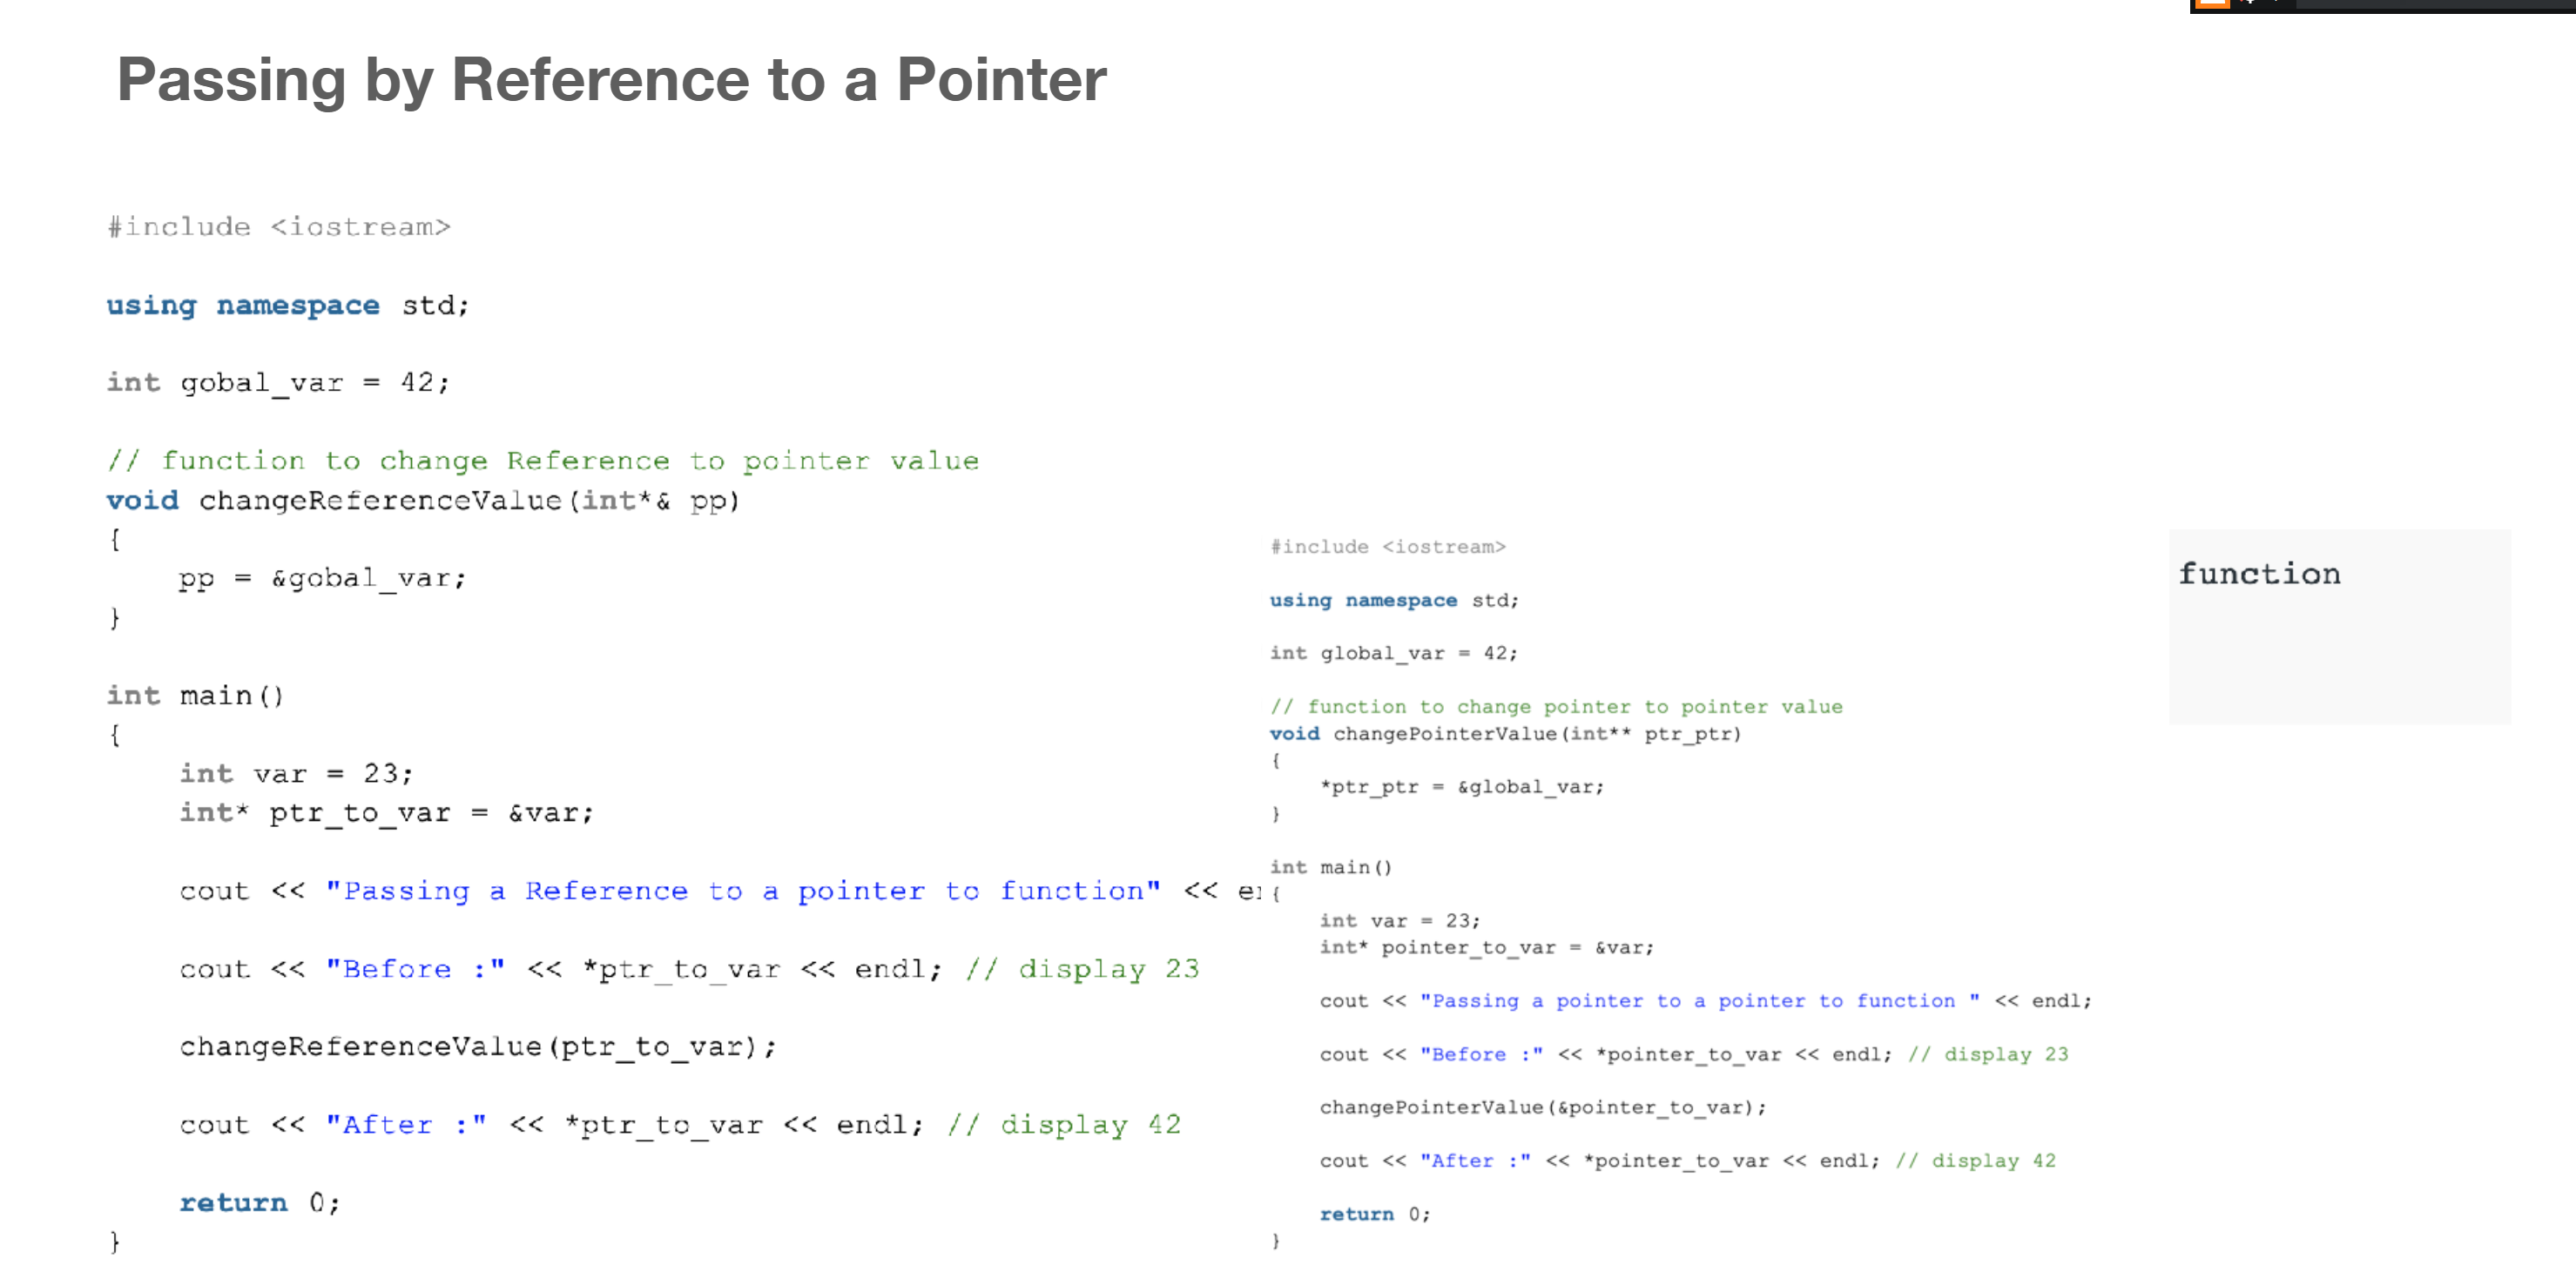 Passing by Reference to a Pointer
#include <iostream>
using namespace std;
int gobal_var = 42;
// function to change Reference to pointer value
void changeReferenceValue(int*& pp)
{
pp = &gobal_var;
}
int main()
{
int var = 23;
int* ptr_to_var = &var;
cout << "Passing a Reference to a pointer to function" <<
cout << "Before :" << *ptr_to_var << endl; // display 23
changeReferenceValue(ptr_to_var);
cout << "After :" << *ptr_to_var << endl; // display 42
return 0;
}
#include <iostream>
using namespace std;
int global_var = 42;
// function to change pointer to pointer value
void changePointerValue(int** ptr_ptr)
{
*ptr_ptr = &global_var;
}
int main()
{
int var = 23;
int* pointer_to_var = &var;
cout << "Passing a pointer to a pointer to function " << endl;
cout << "Before :" << *pointer_to_var << endl; // display 23
changePointerValue(&pointer_to_var);
cout << "After :" << *pointer_to_var << endl; // display 42
return 0;
}
function